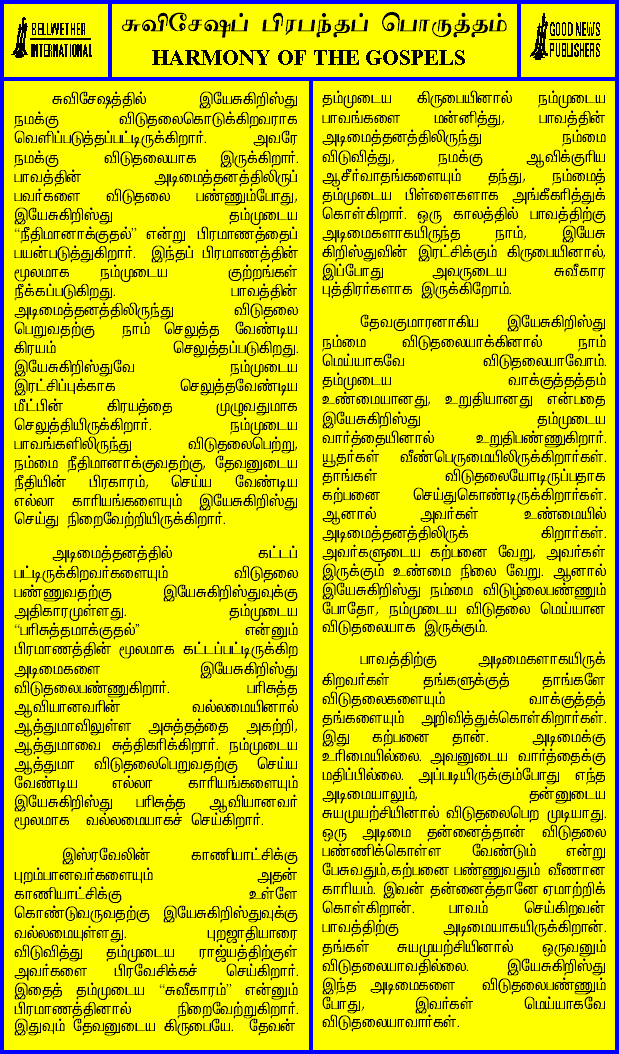 BELLWETHER
INTERNATIONAL
சுவிசேஷப் பிரபந்தப் பொருத்தம்
HARMONY OF THE GOSPELS
GOOD NEWS
PUBLISHERS
சுவிசேஷத்தில் இயேசுகிறிஸ்து
நமக்கு விடுதலைகொடுக்கிறவராக
வெளிப்படுத்தப்பட்டிருக்கிறார். அவரே
நமக்கு விடுதலையாக இருக்கிறார்.
பாவத்தின் அடிமைத்தனத்திலிருப்
பவர்களை விடுதலை பண்ணும்போது,
இயேசுகிறிஸ்து தம்முடைய
“நீதிமானாக்குதல்” என்று பிரமாணத்தைப்
பயன்படுத்துகிறார். இந்தப் பிரமாணத்தின்
மூலமாக நம்முடைய குற்றங்கள்
நீக்கப்படுகிறது. பாவத்தின்
அடிமைத்தனத்திலிருந்து விடுதலை
பெறுவதற்கு நாம் செலுத்த வேண்டிய
கிரயம் செலுத்தப்படுகிறது.
இயேசுகிறிஸ்துவே நம்முடைய
இரட்சிப்புக்காக செலுத்தவேண்டிய
மீட்பின் கிரயத்தை முழுவதுமாக
செலுத்தியிருக்கிறார். நம்முடைய
பாவங்களிலிருந்து விடுதலைபெற்று,
நம்மை நீதிமானாக்குவதற்கு, தேவனுடைய
நீதியின் பிரகாரம், செய்ய வேண்டிய
எல்லா காரியங்களையும் இயேசுகிறிஸ்து
செய்து நிறைவேற்றியிருக்கிறார்.
அடிமைத்தனத்தில் கட்டப்
பட்டிருக்கிறவர்களையும் விடுதலை
பண்ணுவதற்கு இயேசுகிறிஸ்துவுக்கு
அதிகாரமுள்ளது. தம்முடைய
“பரிசுத்தமாக்குதல்” என்னும்
பிரமாணத்தின் மூலமாக கட்டப்பட்டிருக்கிற
அடிமைகளை இயேசுகிறிஸ்து
விடுதலைபண்ணுகிறார். பரிசுத்த
ஆவியானவரின் வல்லமையினால்
ஆத்துமாவிலுள்ள அசுத்தத்தை அகற்றி,
ஆத்துமாவை சுத்திகரிக்கிறார். நம்முடைய
ஆத்துமா விடுதலைபெறுவதற்கு செய்ய
வேண்டிய எல்லா காரியங்களையும்
இயேசுகிறிஸ்து பரிசுத்த ஆவியானவர்
மூலமாக வல்லமையாகச் செய்கிறார்.
இஸ்ரவேலின் காணியாட்சிக்கு
புறம்பானவர்களையும் அதன்
காணியாட்சிக்கு உள்ளே
கொண்டுவருவதற்கு இயேசுகிறிஸ்துவுக்கு
வல்லமையுள்ளது. புறஜாதியாரை
விடுவித்து தம்முடைய ராஜ்யத்திற்குள்
அவர்களை பிரவேசிக்கச் செய்கிறார்.
இதைத் தம்முடைய “சுவீகாரம்” என்னும்
பிரமாணத்தினால் நிறைவேற்றுகிறார்.
இதுவும் தேவனுடைய கிருபையே. தேவன்
தம்முடைய கிருபையினால் நம்முடைய
பாவங்களை மன்னித்து, பாவத்தின்
அடிமைத்தனத்திலிருந்து நம்மை
விடுவித்து, நமக்கு ஆவிக்குரிய
ஆசீர்வாதங்களையும் தந்து, நம்மைத்
தம்முடைய பிள்ளைகளாக அங்கீகரித்துக்
கொள்கிறார். ஒரு காலத்தில் பாவத்திற்கு
அடிமைகளாகயிருந்த நாம், இயேசு
கிறிஸ்துவின் இரட்சிக்கும் கிருபையினால்,
இப்போது அவருடைய சுவீகார
புத்திரர்களாக இருக்கிறோம்.
தேவகுமாரனாகிய இயேசுகிறிஸ்து
நம்மை விடுதலையாக்கினால் நாம்
மெய்யாகவே விடுதலையாவோம்.
தம்முடைய வாக்குத்தத்தம்
உண்மையானது, உறுதியானது என்பதை
இயேசுகிறிஸ்து தம்முடைய
வார்த்தையினால் உறுதிபண்ணுகிறார்.
யூதர்கள் வீண்பெருமையிலிருக்கிறார்கள்.
தாங்கள் விடுதலையோடிருப்பதாக
கற்பனை செய்துகொண்டிருக்கிறார்கள்.
ஆனால் அவர்கள் உண்மையில்
அடிமைத்தனத்திலிருக் கிறார்கள்.
அவர்களுடைய கற்பனை வேறு, அவர்கள்
இருக்கும் உண்மை நிலை வேறு. ஆனால்
இயேசுகிறிஸ்து நம்மை விடுழ்லைபண்ணும்
போதோ, நம்முடைய விடுதலை மெய்யான
விடுதலையாக இருக்கும்.
பாவத்திற்கு அடிமைகளாகயிருக்
கிறவர்கள் தங்களுக்குத் தாங்களே
விடுதலைகளையும் வாக்குத்தத்
தங்களையும் அறிவித்துக்கொள்கிறார்கள்.
இது கற்பனை தான். அடிமைக்கு
உரிமையில்லை. அவனுடைய வார்த்தைக்கு
மதிப்பில்லை. அப்படியிருக்கும்போது எந்த
அடிமையாலும், தன்னுடைய
சுயமுயற்சியினால் விடுதலைபெற முடியாது.
ஒரு அடிமை தன்னைத்தான் விடுதலை
பண்ணிக்கொள்ள வேண்டும் என்று
பேசுவதும்,கற்பனை பண்ணுவதும் வீணான
காரியம். இவன் தன்னைத்தானே ஏமாற்றிக்
கொள்கிறான். பாவம் செய்கிறவன்
பாவத்திற்கு அடிமையாகயிருக்கிறான்.
தங்கள் சுயமுயற்சியினால் ஒருவனும்
விடுதலையாவதில்லை. இயேசுகிறிஸ்து
இந்த அடிமைகளை விடுதலைபண்ணும்
போது, இவர்கள் மெய்யாகவே
விடுதலையாவார்கள்.